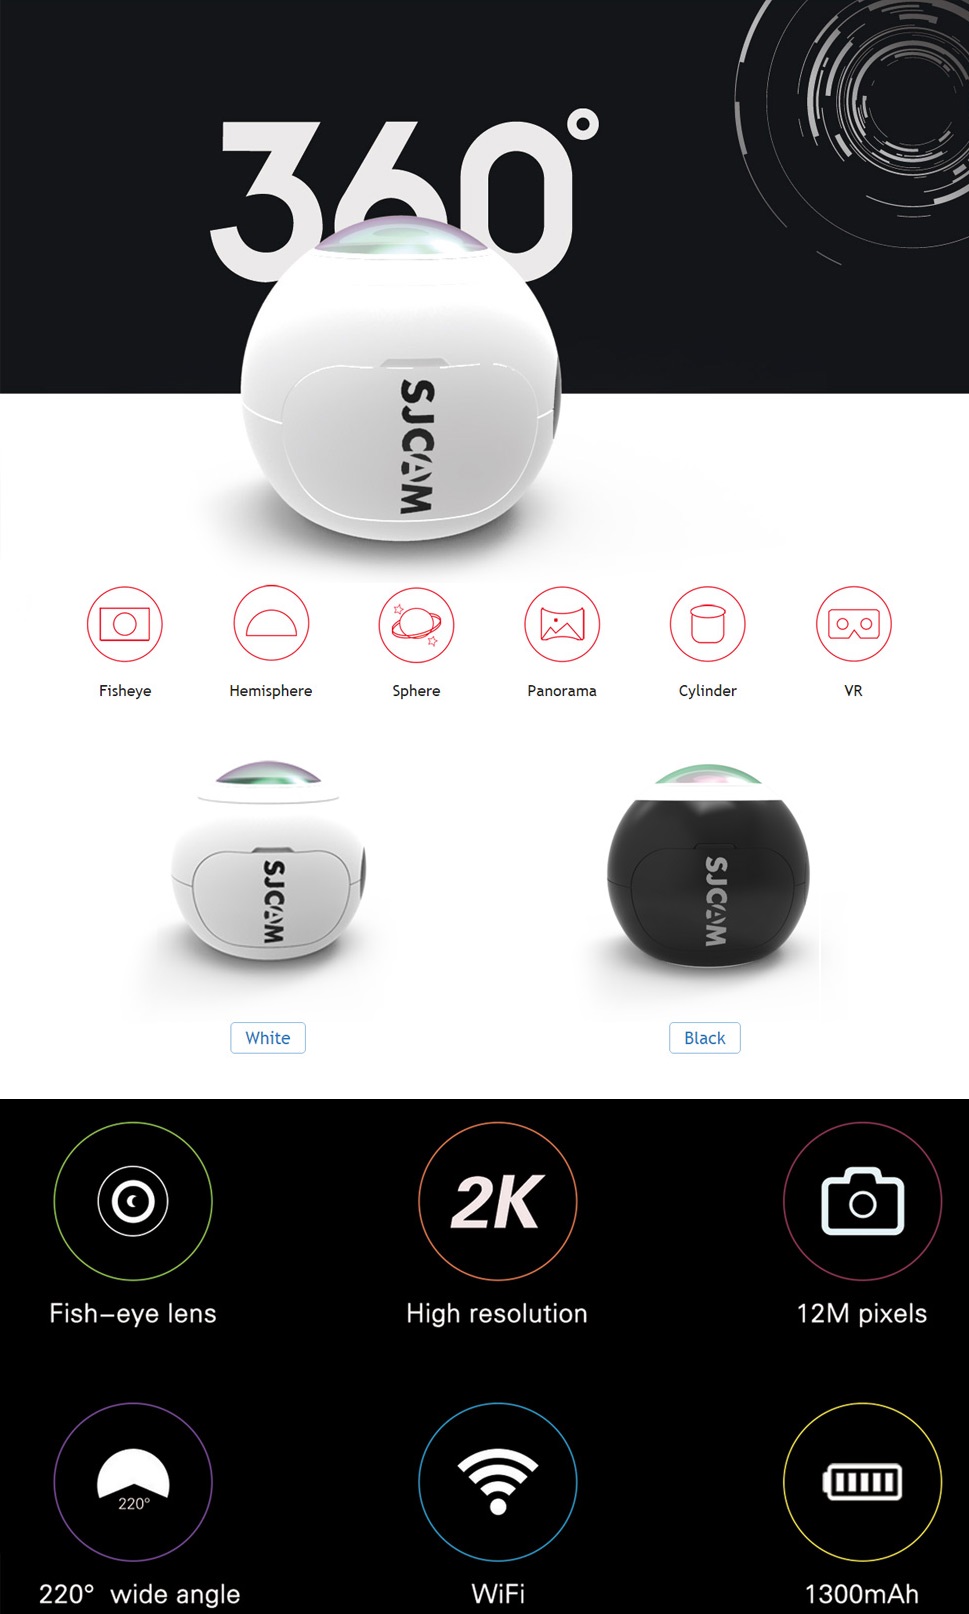 360°
SJCAM
Fisheye
Hemisphere
Sphere
Panorama
Cylinder
VR
SJCAM
SJCAM
White
Black
2K
Fish-eye lens
High resolution
12M pixels
220°
220° wide angle
WiFi
1300mAh